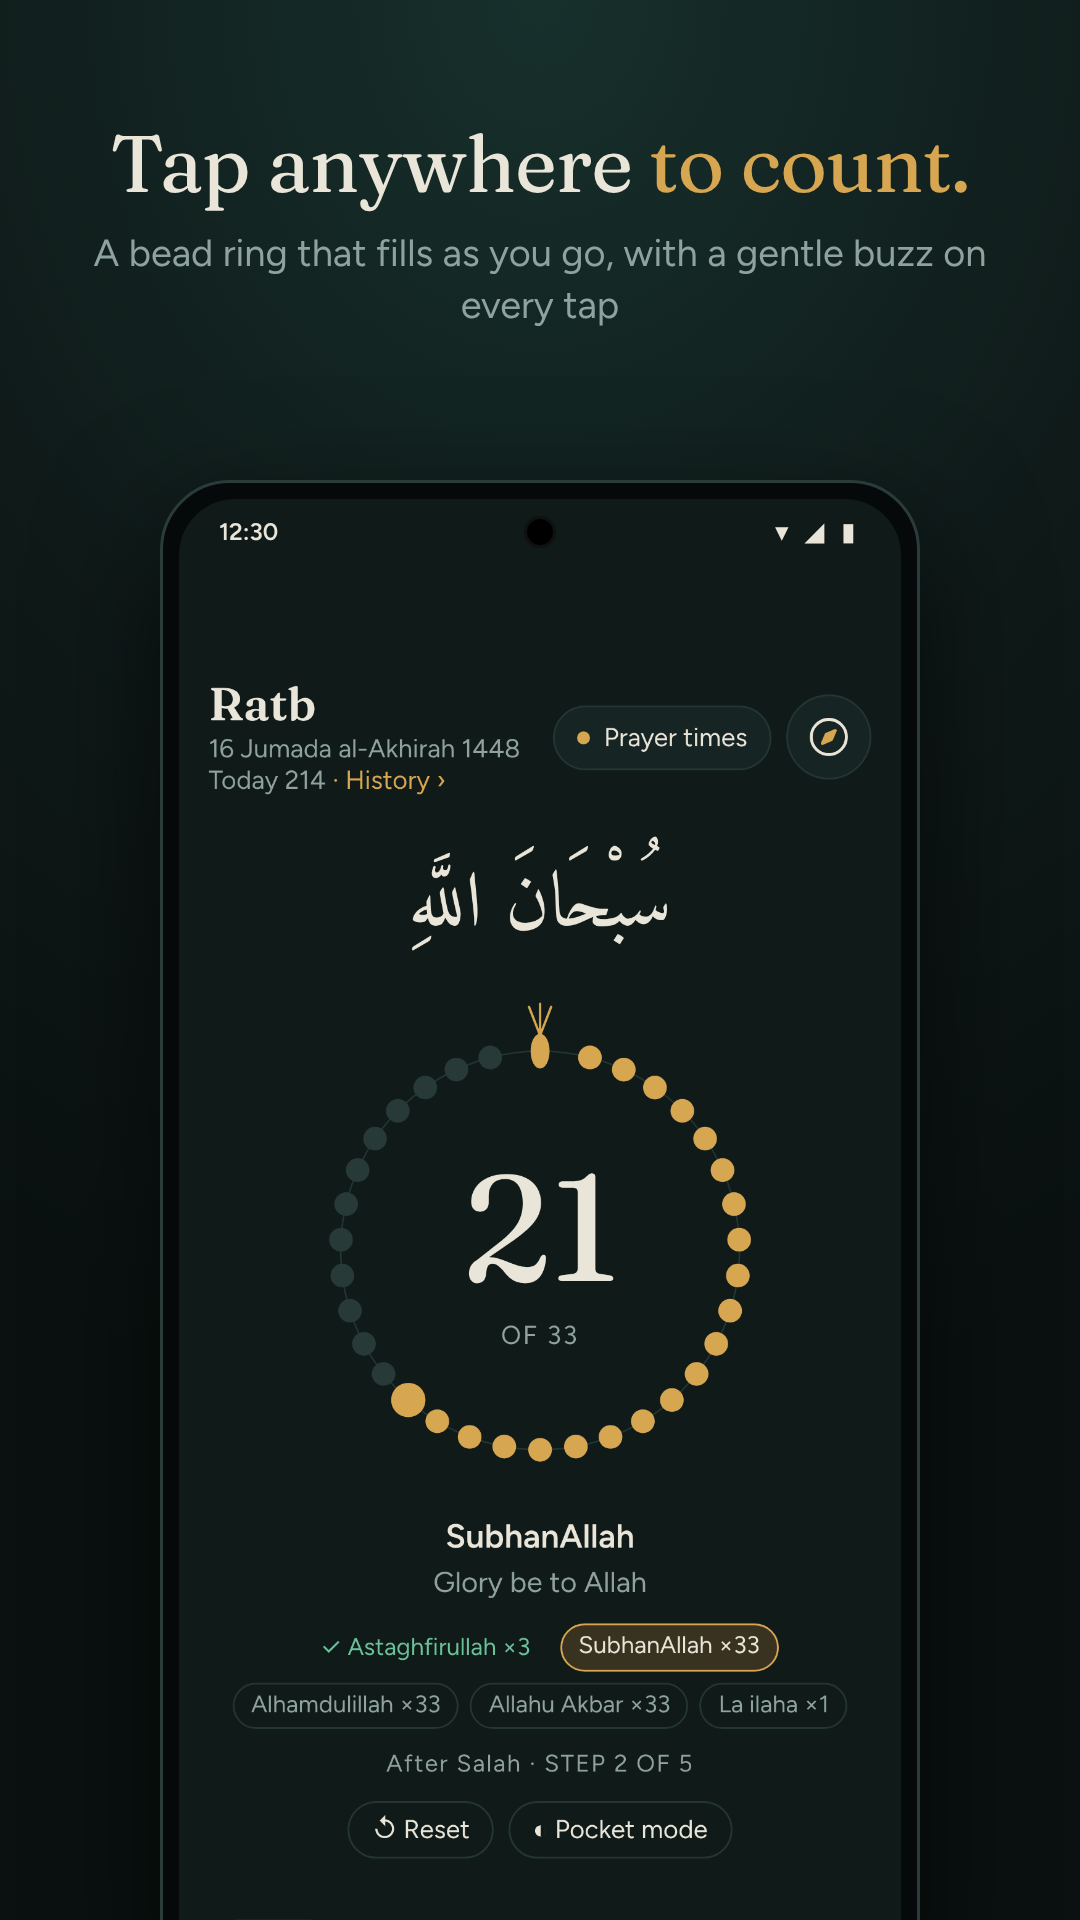 Tap anywhere to count.
A bead ring that fills as you go, with a gentle buzz on
every tap
12:30
Ratb
16 Jumada al-Akhirah 1448
Today 214 · History ›
Prayer times
سُبْحَانَ اللَّهِ
21
OF 33
SubhanAllah
Glory be to Allah
✓ Astaghfirullah ×3 SubhanAllah ×33
Alhamdulillah ×33 Allahu Akbar ×33 La ilaha ×1
After Salah · STEP 2 OF 5
Reset Pocket mode